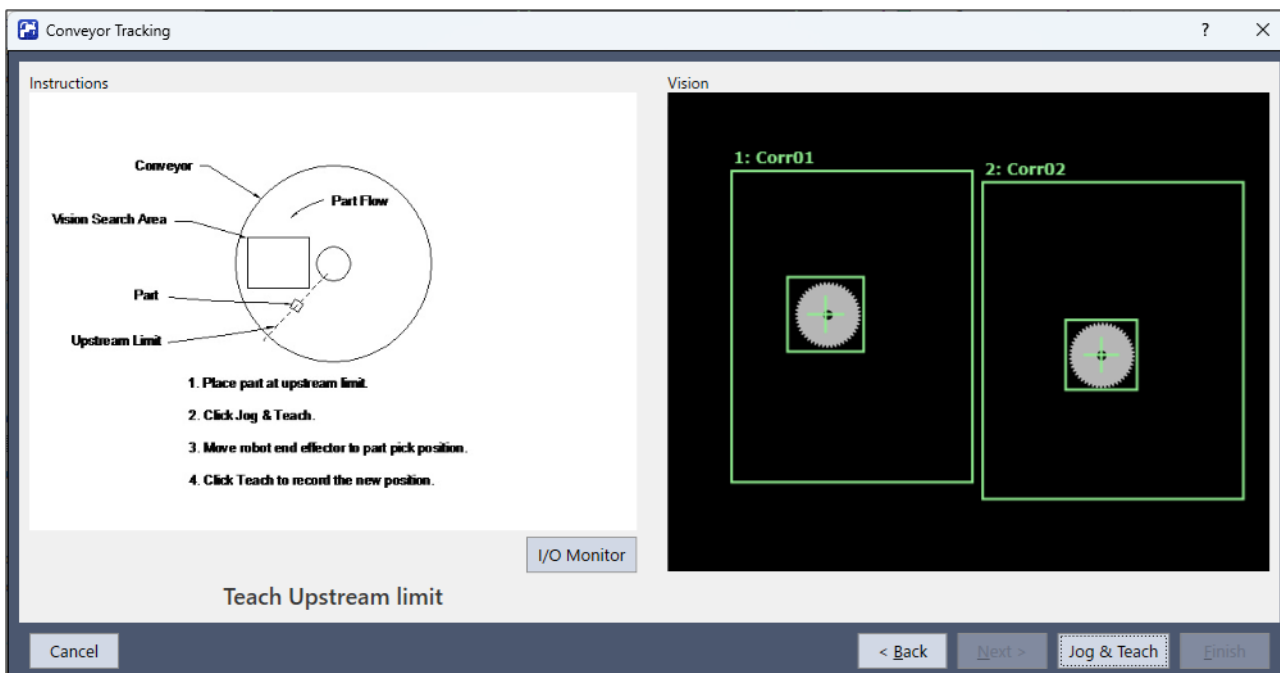 Conveyor Tracking
?
Instructions
Conveyor
Part Flow
Vision Search Area
Part
Upstream Limit
1. Place part at upstream limit.
2. Click Jog & Teach.
3. Move robot end effector to part pick position.
4. Click Teach to record the new position.
I/O Monitor
Teach Upstream limit
Vision
1: Corr01
2: Corr02
Cancel
< Back
Next >
Jog & Teach
Finish